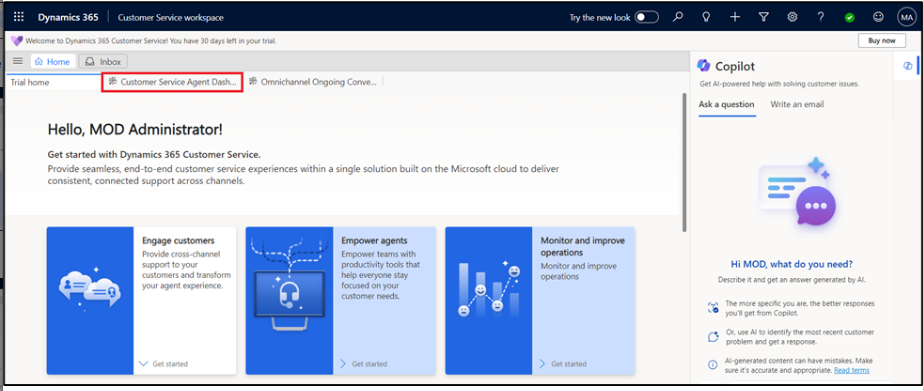 Dynamics 365
Customer Service workspace
Try the new look
MA
Welcome to Dynamics 365 Customer Service! You have 30 days left in your trial.
Buy now
Home
Inbox
Trial home
Customer Service Agent Dash...
Omnichannel Ongoing Conve...
Hello, MOD Administrator!
Get started with Dynamics 365 Customer Service.
Provide seamless, end-to-end customer service experiences within a single solution built on the Microsoft cloud to deliver
consistent, connected support across channels.
Engage customers
Provide cross-channel
support to your
customers and transform
your agent experience.
Get started
Empower agents
Empower teams with
productivity tools that
help everyone stay
focused on your
customer needs.
Get started
Monitor and improve
operations
Monitor and improve
operations
Get started
Copilot
Get AI-powered help with solving customer issues.
Ask a question
Write an email
Hi MOD, what do you need?
Describe it and get an answer generated by AI.
The more specific you are, the better responses
you'll get from Copilot.
Or, use AI to identify the most recent customer
problem and get a response.
AI-generated content can have mistakes. Make
sure it's accurate and appropriate. Read terms